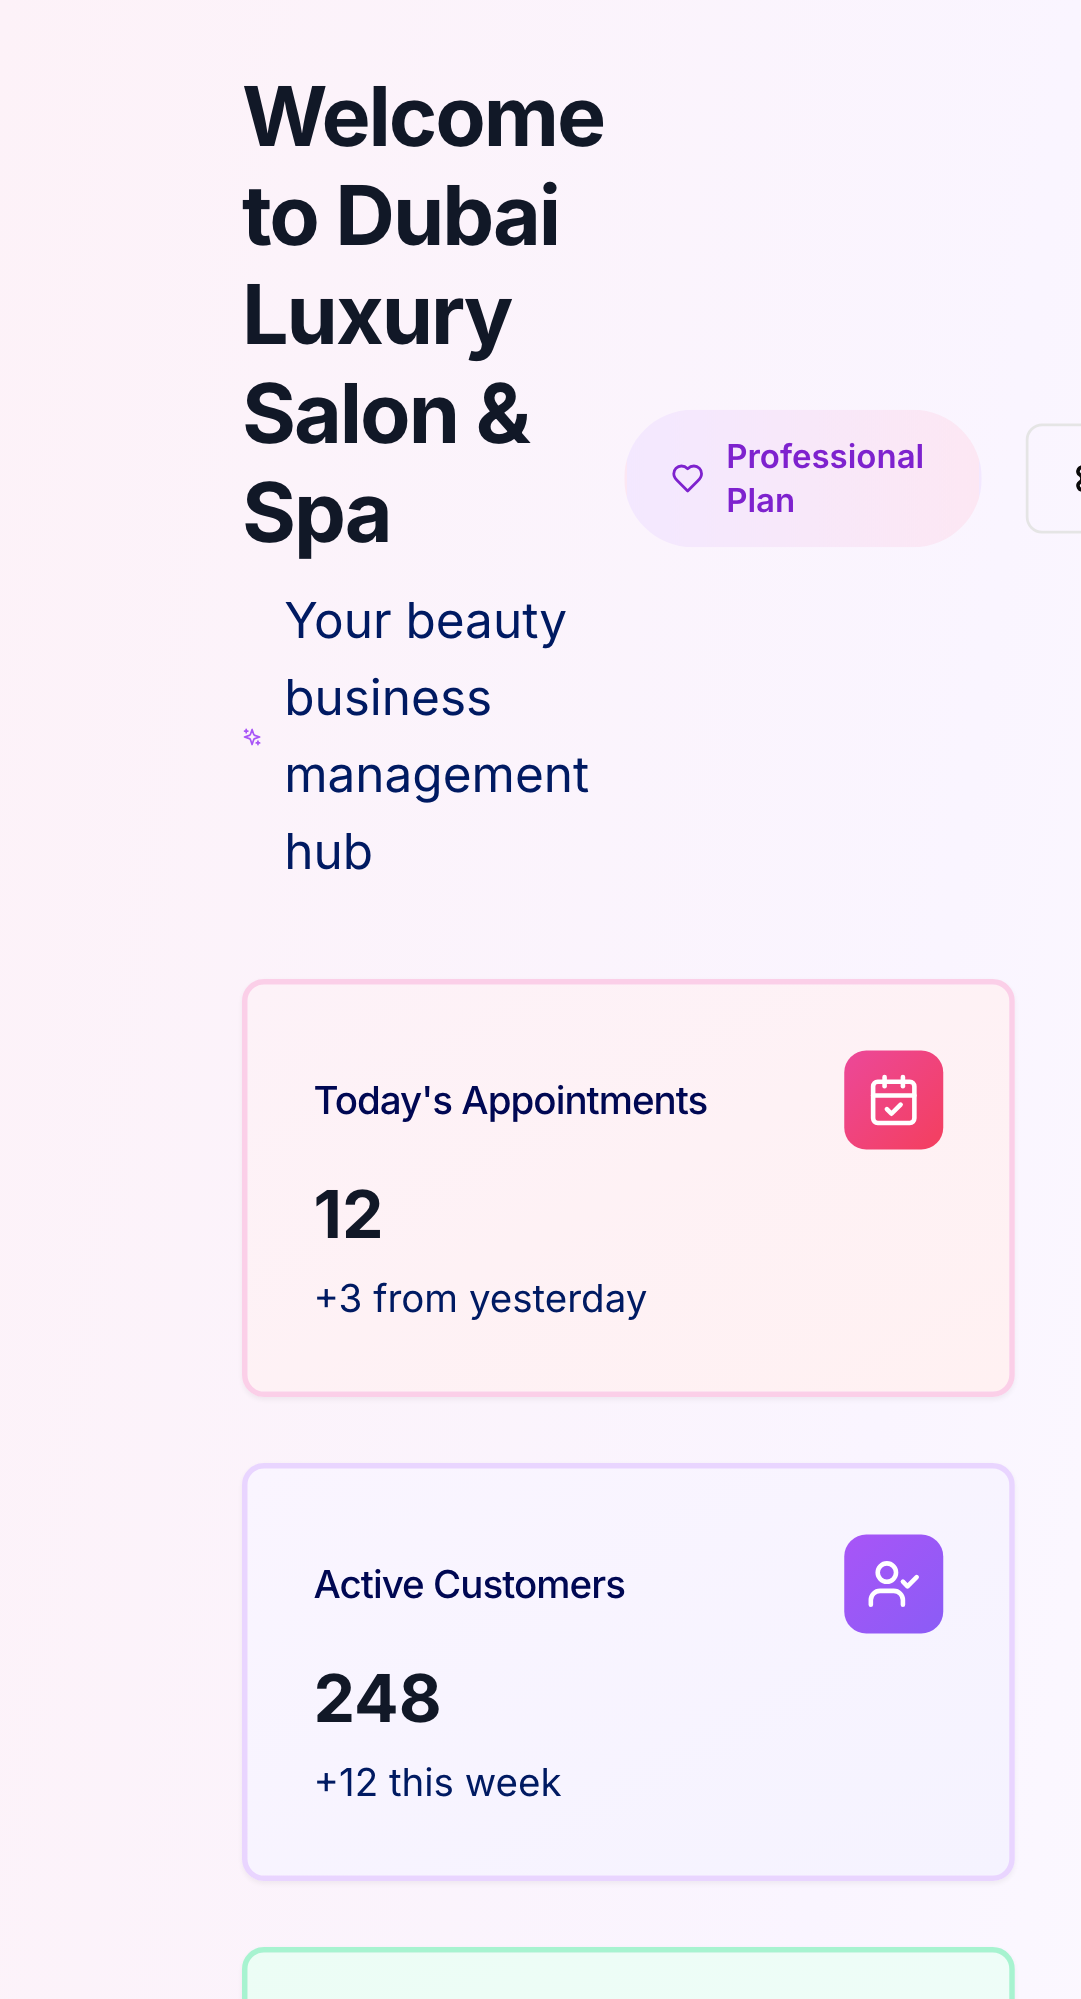 Welcome
to Dubai
Luxury
Salon &
Spa
Professional
Plan
Your beauty
business
management
hub
Today's Appointments
12
+3 from yesterday
Active Customers
248
+12 this week